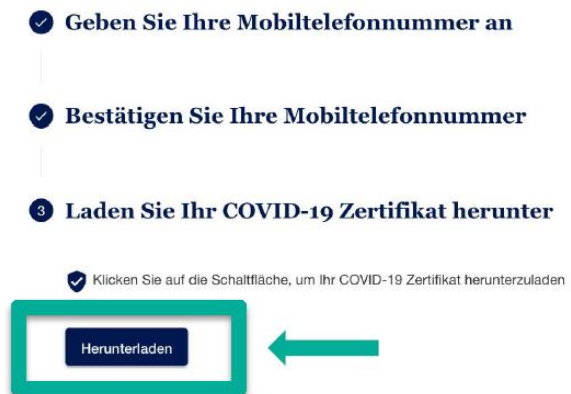 Geben Sie Ihre Mobiltelefonnummer an
Bestätigen Sie Ihre Mobiltelefonnummer
3 Laden Sie Ihr COVID-19 Zertifikat herunter
Klicken Sie auf die Schaltfläche, um Ihr COVID-19 Zertifikat herunterzuladen
Herunterladen